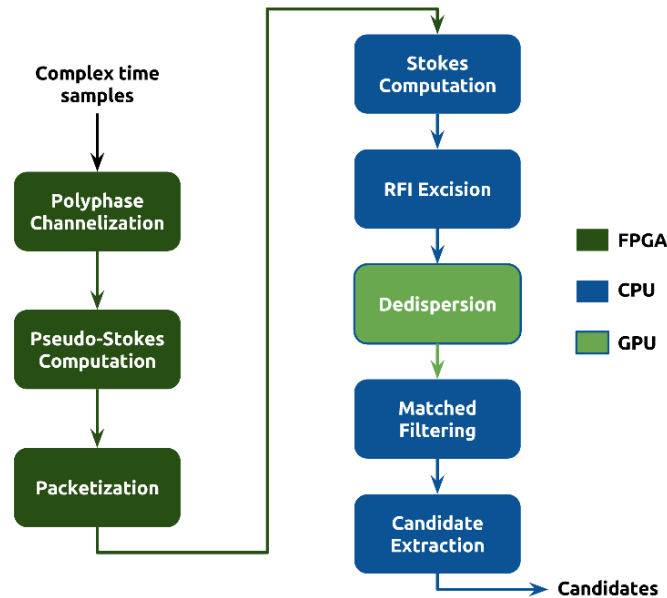 Complex time
samples
Polyphase
Channelization
Pseudo-Stokes
Computation
Packetization
Stokes
Computation
RFI Excision
Dedispersion
Matched
Filtering
Candidate
Extraction
Candidates
FPGA
CPU
GPU